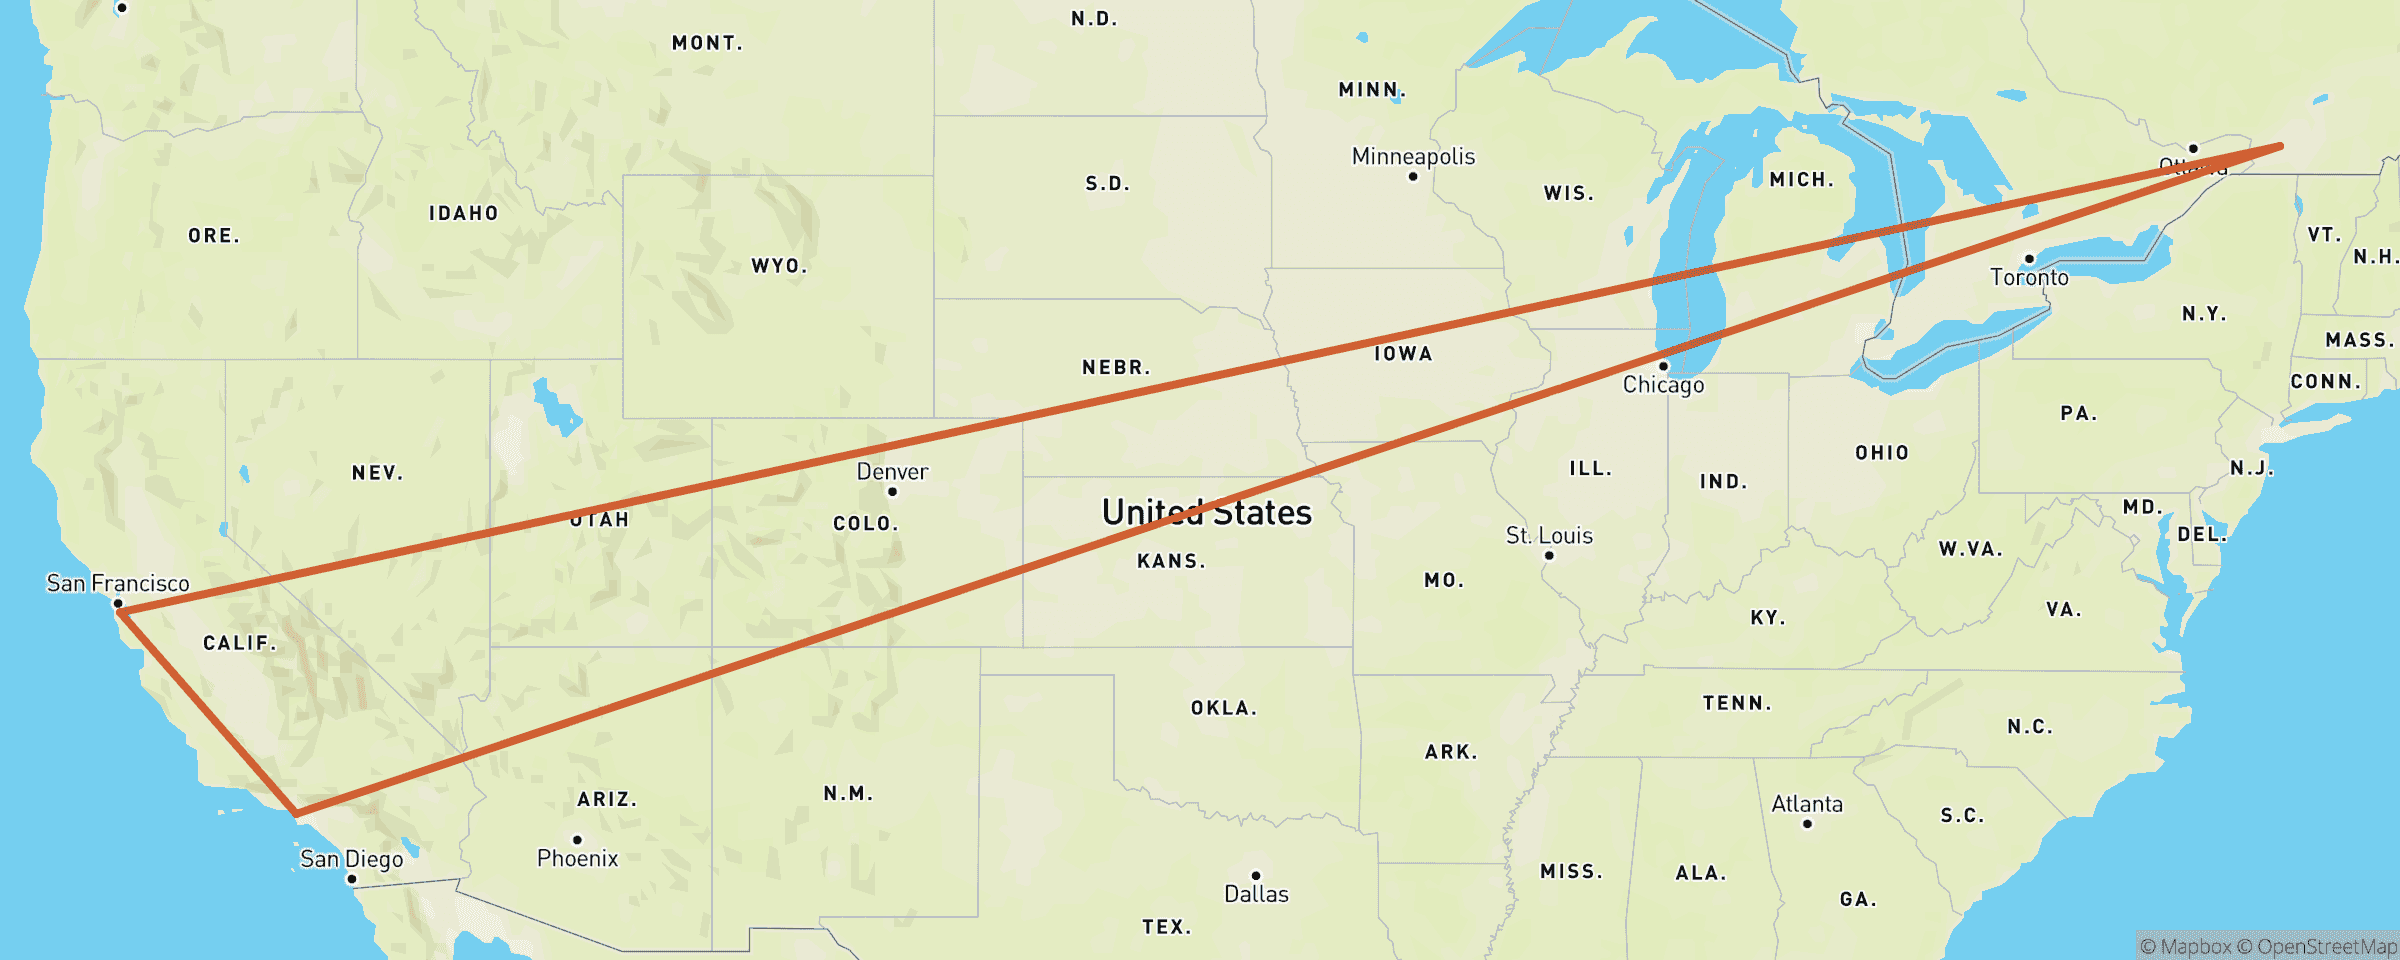 N.D.
MONT.
MINN.
Minneapolis
Ottawa
MICH.
S.D.
WIS.
IDAHO
ORE.
VT.
N.H.
WYO.
Toronto
N.Y.
MASS.
IOWA
NEBR.
CONN.
Chicago
PA.
OHIO
Denver
NEV.
ILL.
N.J.
IND.
MD.
United States
UTAH
COLO.
St. Louis
DEL.
W.VA.
KANS.
San Francisco
MO.
VA.
KY.
CALIF.
TENN.
OKLA.
N.C.
ARK.
N.M.
ARIZ.
Atlanta
S.C.
San Diego
Phoenix
MISS.
ALA.
Dallas
GA.
TEX.
© Mapbox © OpenStreetMap